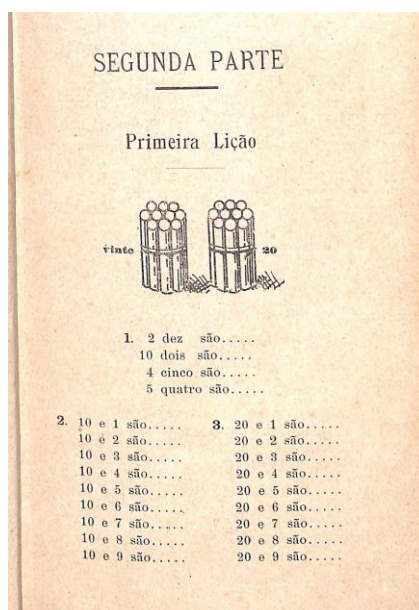 SEGUNDA PARTE
Primeira Lição
vinte 20
1. 2 dez são.....
10 dois são.....
4 cinco são.....
5 quatro são.....
2. 10 e 1 são.....
10 e 2 são.....
10 e 3 são.....
10 e 4 são.....
10 e 5 são.....
10 e 6 são.....
10 e 7 são.....
10 e 8 são.....
10 e 9 são.....
3. 20 e 1 são.....
20 e 2 são.....
20 e 3 são.....
20 e 4 são.....
20 e 5 são.....
20 e 6 são.....
20 e 7 são.....
20 e 8 são.....
20 e 9 são.....